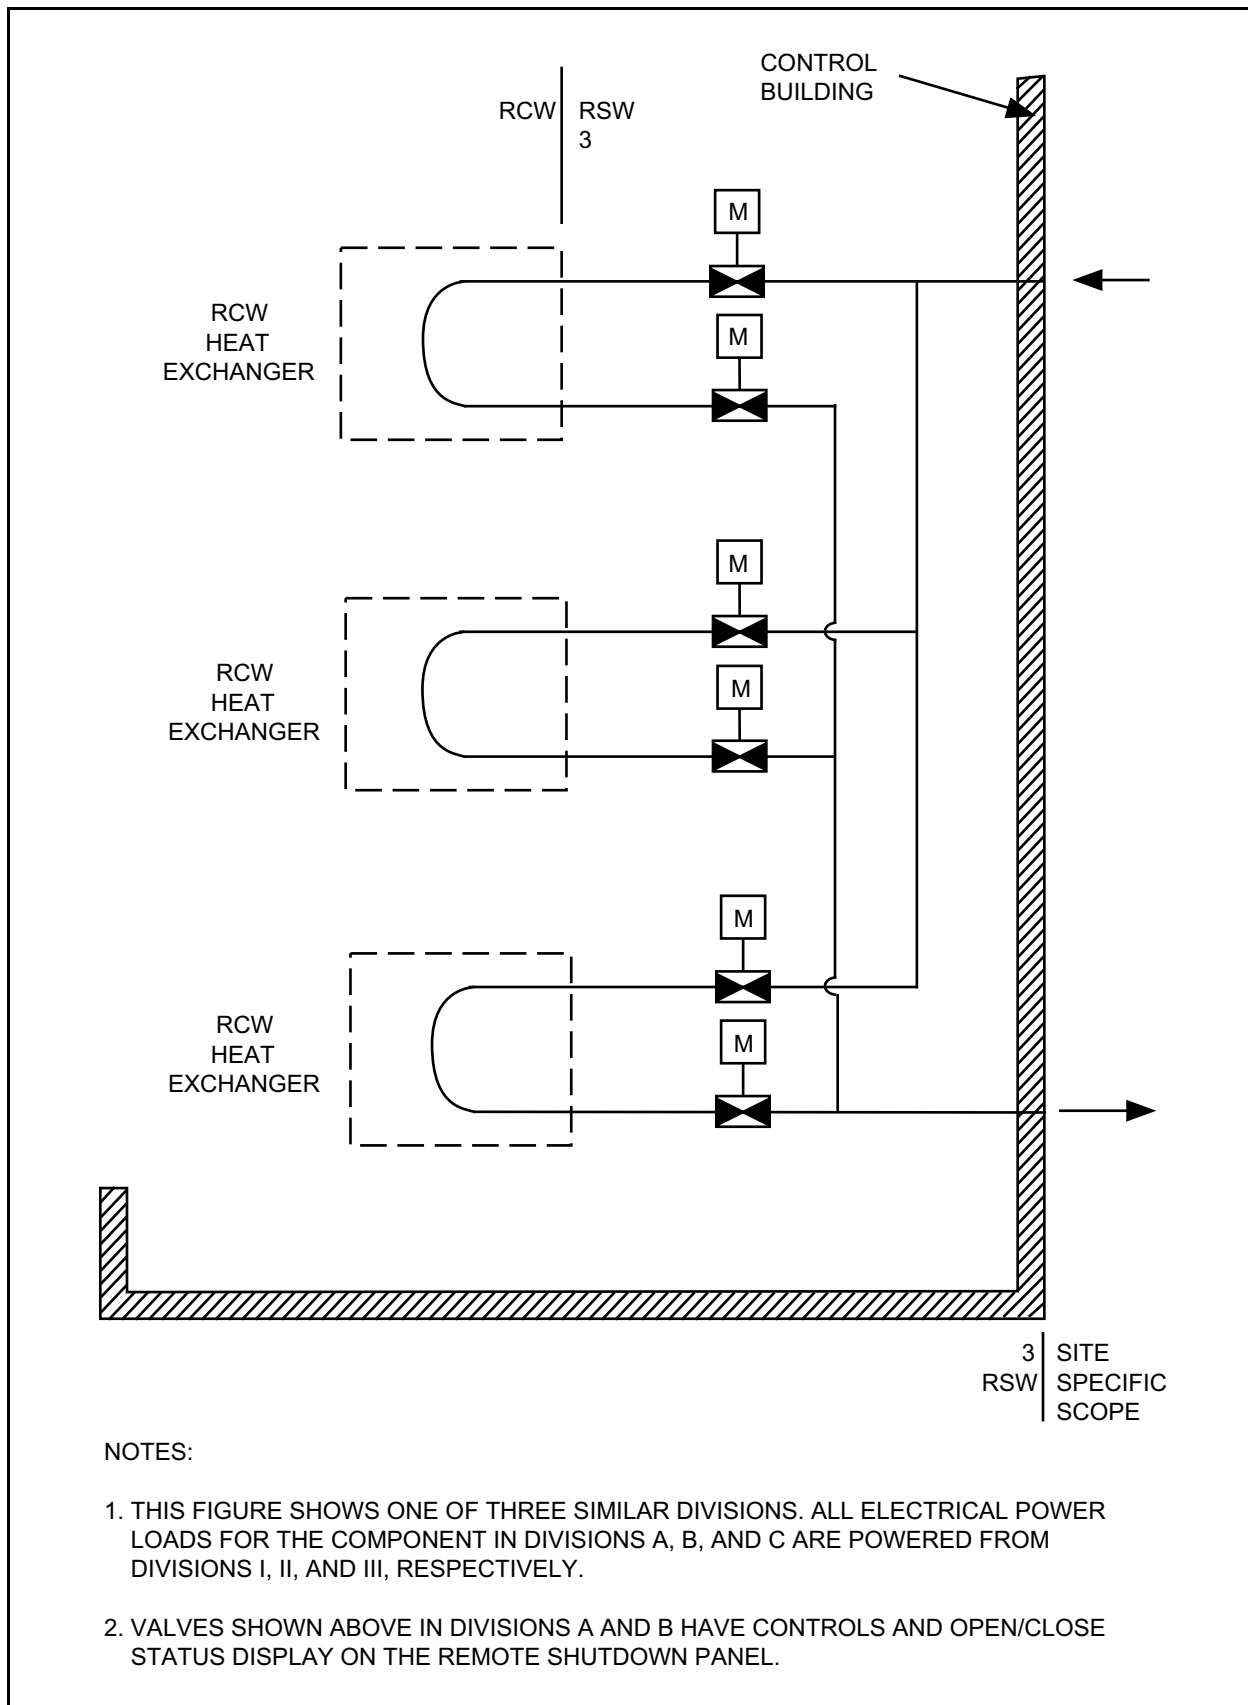 CONTROL
BUILDING
RCW
RSW
3
M
M
RCW
HEAT
EXCHANGER
M
M
RCW
HEAT
EXCHANGER
M
M
RCW
HEAT
EXCHANGER
3
RSW
SITE
SPECIFIC
SCOPE
NOTES:
1. THIS FIGURE SHOWS ONE OF THREE SIMILAR DIVISIONS. ALL ELECTRICAL POWER
LOADS FOR THE COMPONENT IN DIVISIONS A, B, AND C ARE POWERED FROM
DIVISIONS I, II, AND III, RESPECTIVELY.
2. VALVES SHOWN ABOVE IN DIVISIONS A AND B HAVE CONTROLS AND OPEN/CLOSE
STATUS DISPLAY ON THE REMOTE SHUTDOWN PANEL.